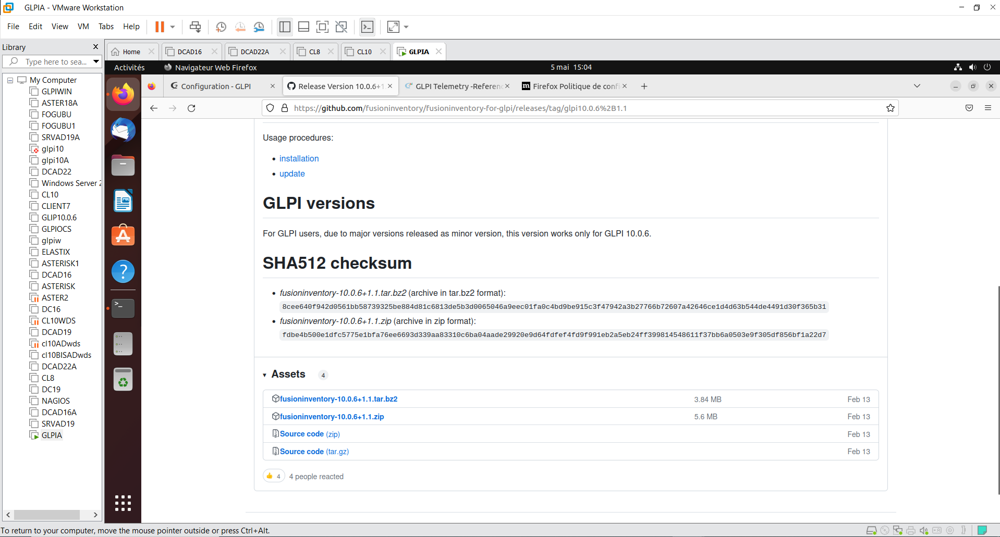 GLPIA - VMware Workstation
File Edit View VM Tabs Help
Library
Type here to sea...
My Computer
GLPIWIN
ASTER18A
FOGUBU
FOGUBU1
SRVAD19A
glpi10
glpi10A
DCAD22
Windows Server 2
CL10
CLIENT7
GLIP10.0.6
GLPIOCS
glpiw
ELASTIX
ASTERISK1
DCAD16
ASTERISK
ASTER2
DC16
CL10WDS
DCAD19
cl10ADwds
cl10BISADwds
DCAD22A
CL8
DC19
NAGIOS
DCAD16A
SRVAD19
GLPIA
Home DCAD16 DCAD22A CL8 CL10 GLPIA
Activités Navigateur Web Firefox 5 mai 15:04
Configuration - GLPI Release Version 10.0.6+1. GLPI Telemetry -Referenc Firefox Politique de confi
https://github.com/fusioninventory/fusioninventory-for-glpi/releases/tag/glpi10.0.6%2B1.1
Usage procedures:
• installation
• update
GLPI versions
For GLPI users, due to major versions released as minor version, this version works only for GLPI 10.0.6.
SHA512 checksum
• fusioninventory-10.0.6+1.1.tar.bz2 (archive in tar.bz2 format):
8cee640f942d0561bb58739325be884d81c6813de5b3d0065046a9eec01fa0c4bd9be915c3f47942a3b27766b72607a42646ce1d4d63b544de4491d30f365b31
• fusioninventory-10.0.6+1.1.zip (archive in zip format):
fdbe4b500e1dfc5775e1bfa76ee6693d339aa83310c6ba04aade29920e9d64fdfef4fd9f991eb2a5eb24ff399814548611f37bb6a0503e9f305df856bf1a22d7
Assets 4
fusioninventory-10.0.6+1.1.tar.bz2 3.84 MB Feb 13
fusioninventory-10.0.6+1.1.zip 5.6 MB Feb 13
Source code (zip) Feb 13
Source code (tar.gz) Feb 13
4 4 people reacted
To return to your computer, move the mouse pointer outside or press Ctrl+Alt.